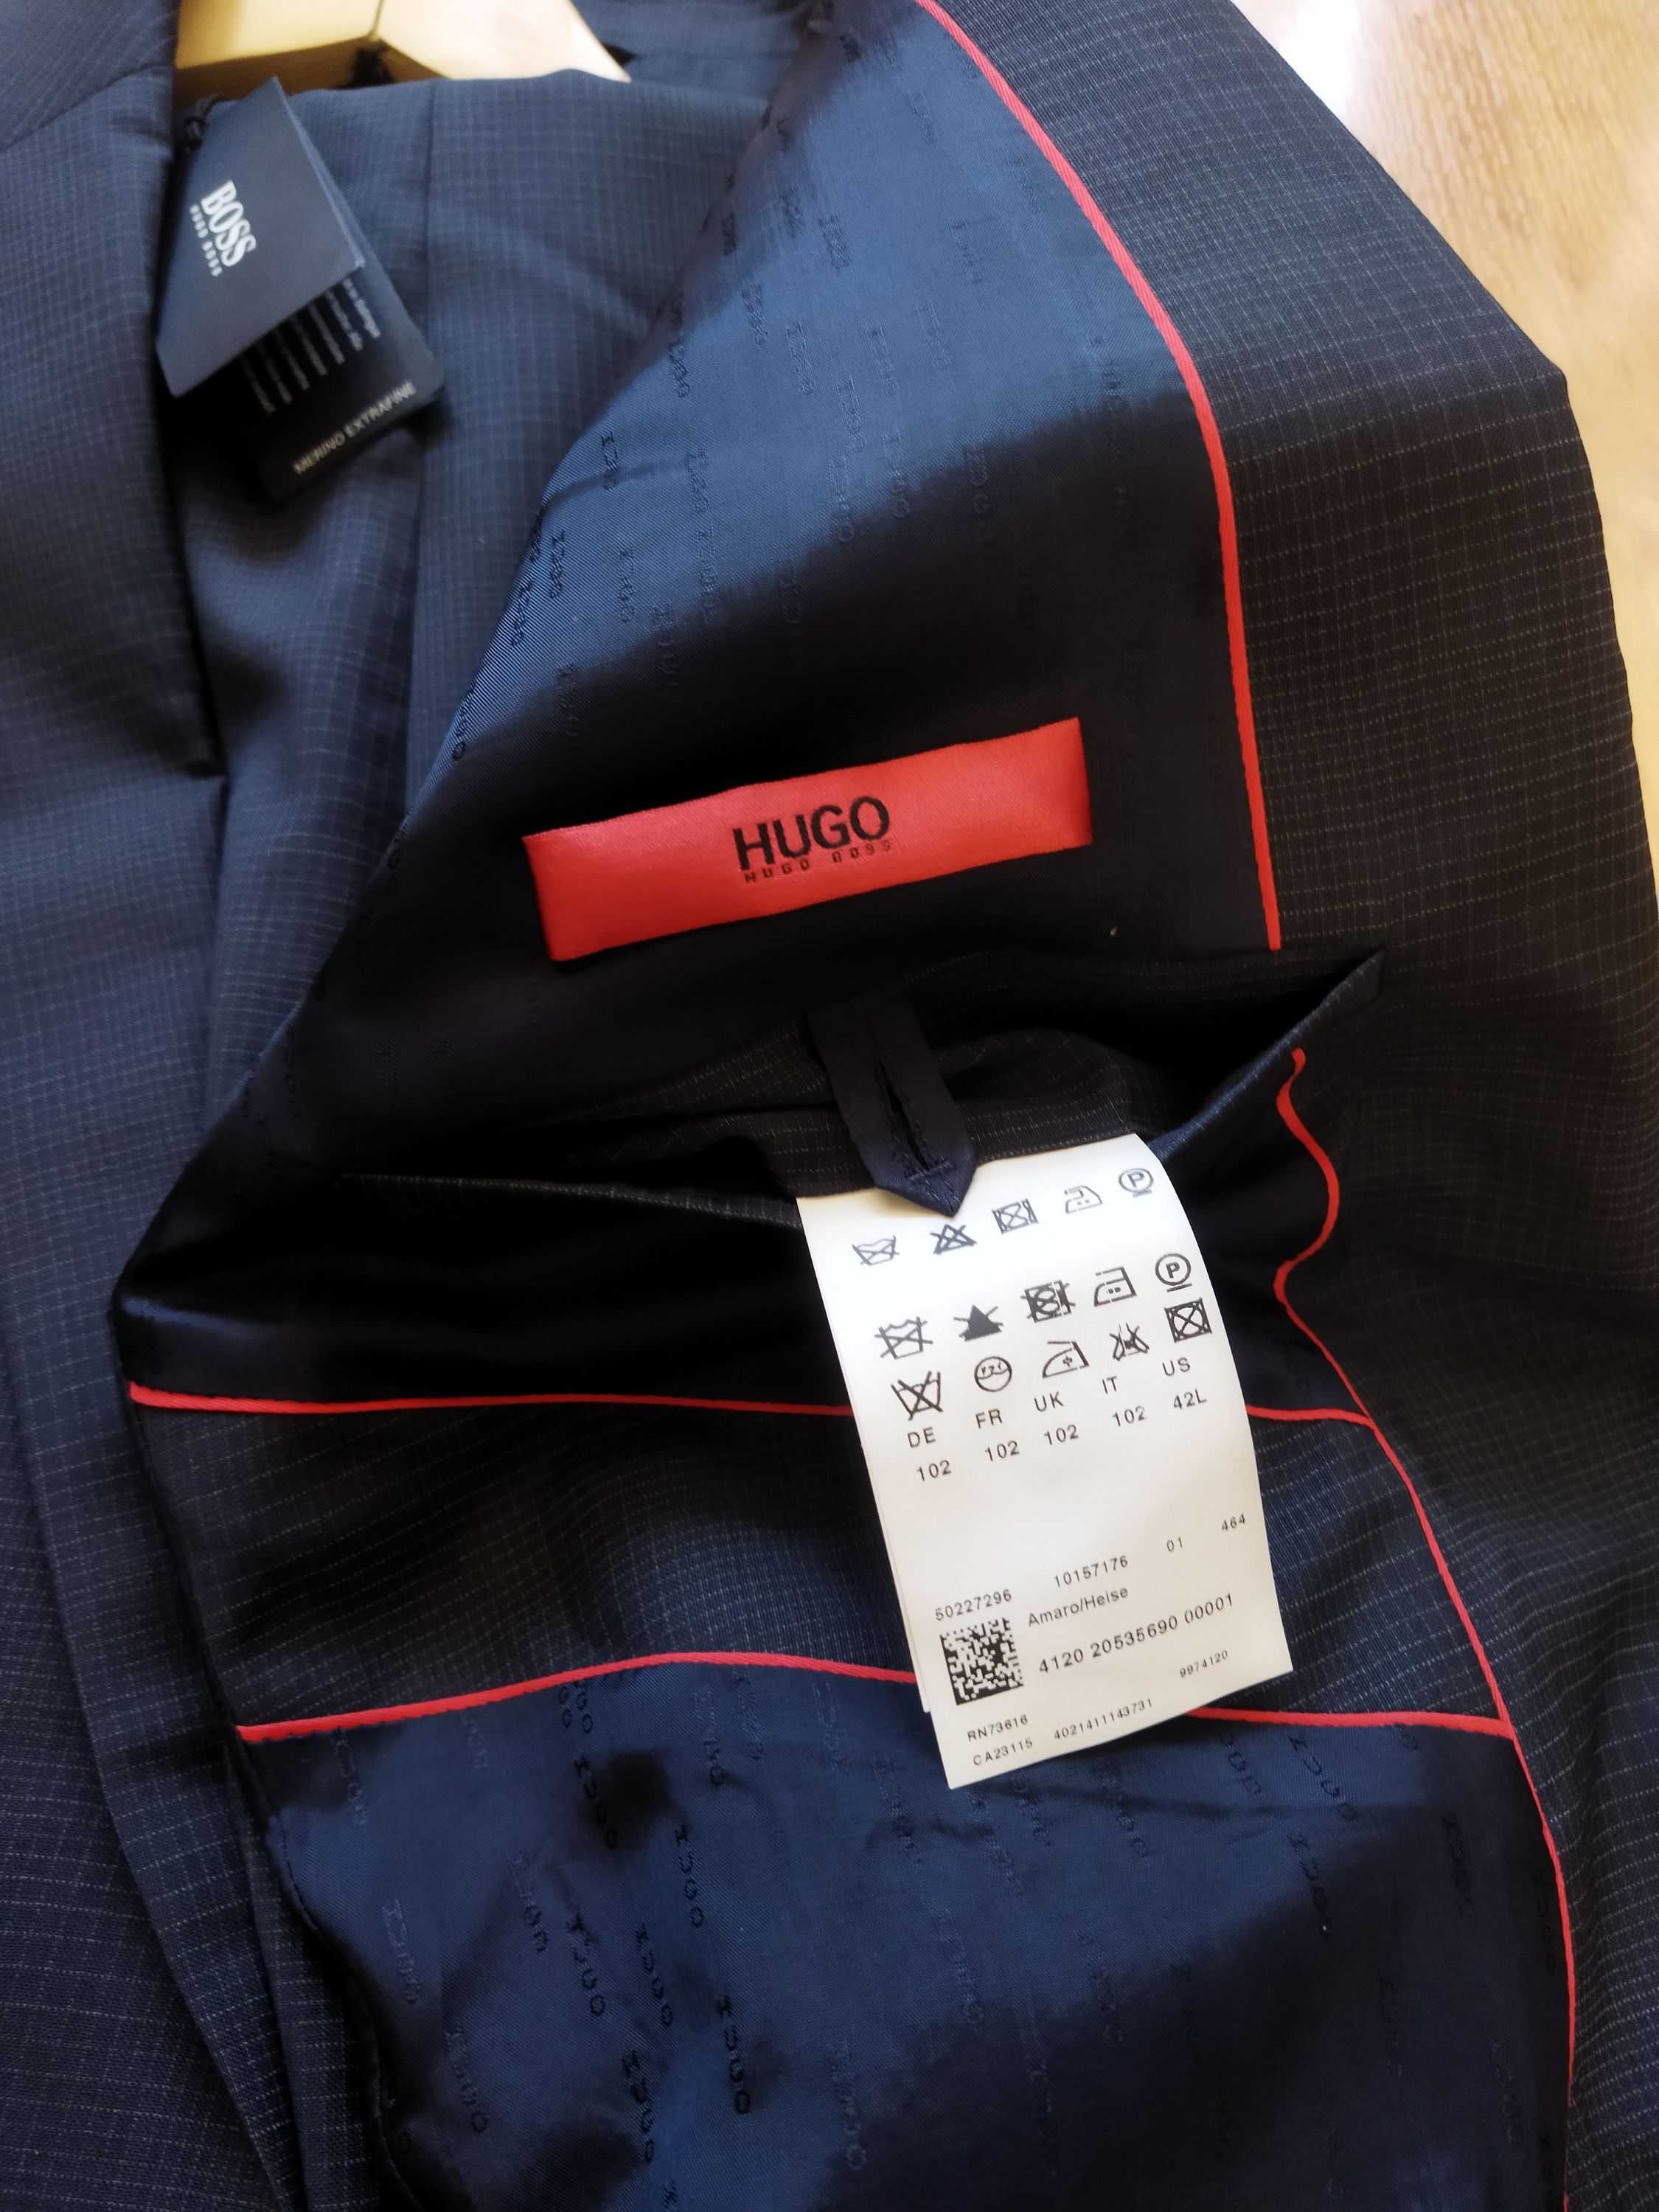 BOSS
HUGO BOSS
MERINO EXTRAFINE
HUGO
HUGO BOSS
P
P
DE FR UK IT US
102 102 102 102 42L
50227296 10157176 01 464
Amaro/Heise
4120 20535690 00001
9974120
RN73616
CA23115 4021411143731